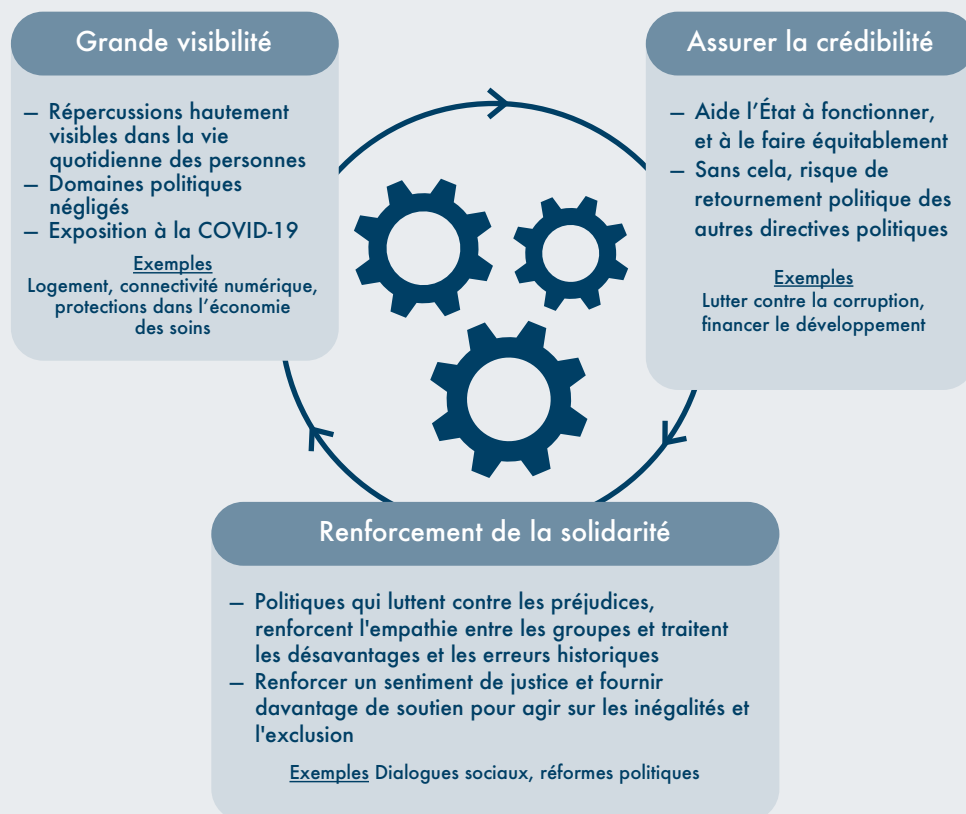 Grande visibilité
— Répercussions hautement
visibles dans la vie
quotidienne des personnes
— Domaines politiques
négligés
— Exposition à la COVID-19
Exemples
Logement, connectivité numérique,
protections dans l’économie
des soins
Assurer la crédibilité
— Aide l’État à fonctionner,
et à le faire équitablement
— Sans cela, risque de
retournement politique des
autres directives politiques
Exemples
Lutter contre la corruption,
financer le développement
Renforcement de la solidarité
— Politiques qui luttent contre les préjudices,
renforcent l'empathie entre les groupes et traitent
les désavantages et les erreurs historiques
— Renforcer un sentiment de justice et fournir
davantage de soutien pour agir sur les inégalités et
l'exclusion
Exemples Dialogues sociaux, réformes politiques